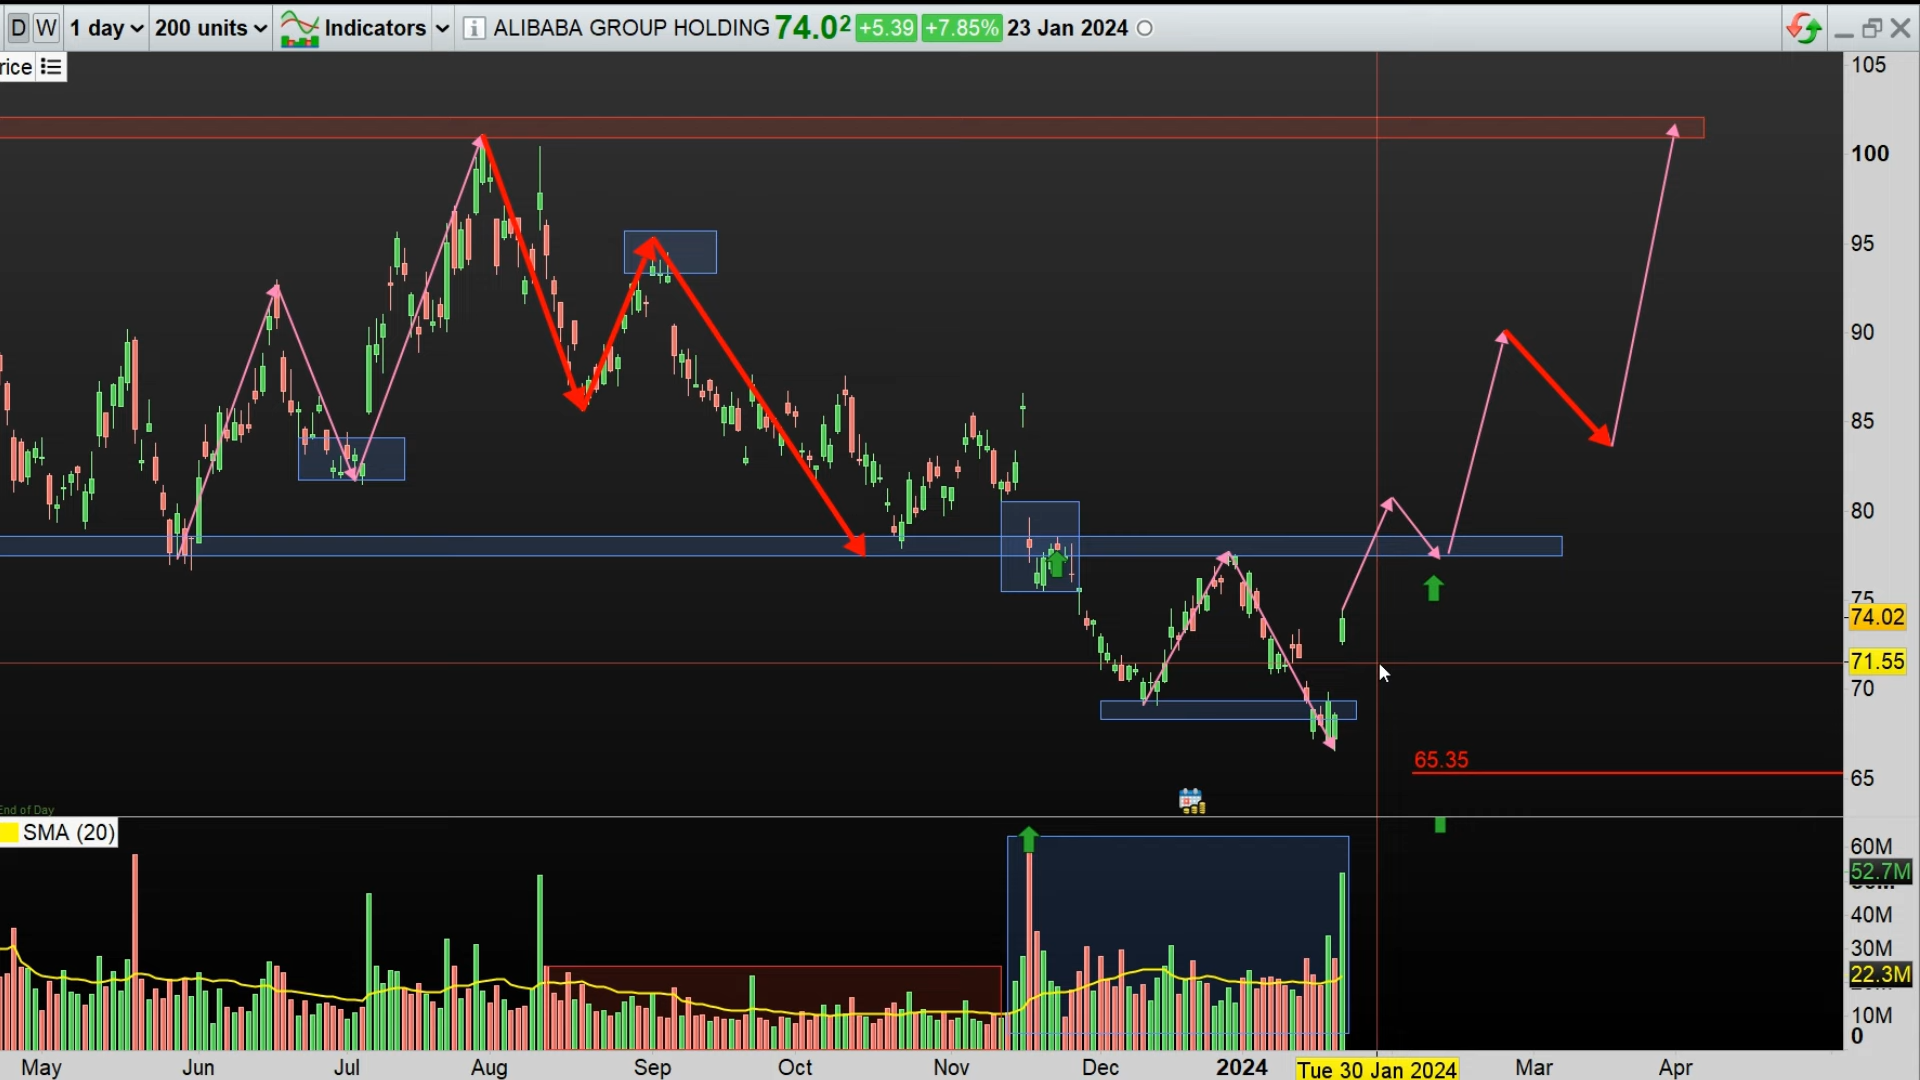 D W 1 day 200 units Indicators ALIBABA GROUP HOLDING 74.02 +5.39 +7.85% 23 Jan 2024
rice
105
100
95
90
85
80
75
74.02
71.55
70
65.35
65
End of Day
SMA (20)
60M
52.7M
40M
30M
22.3M
10M
0
May Jun Jul Aug Sep Oct Nov Dec 2024 Tue 30 Jan 2024 Mar Apr